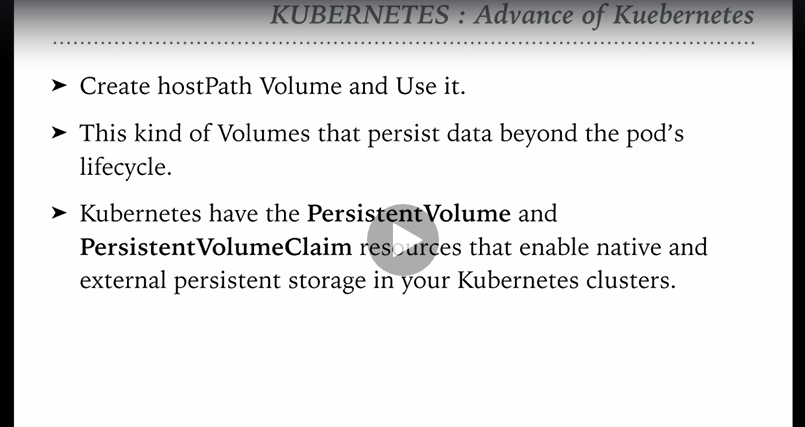 KUBERNETES : Advance of Kuebernetes
➤ Create hostPath Volume and Use it.
➤ This kind of Volumes that persist data beyond the pod’s
lifecycle.
➤ Kubernetes have the PersistentVolume and
PersistentVolumeClaim resources that enable native and
external persistent storage in your Kubernetes clusters.